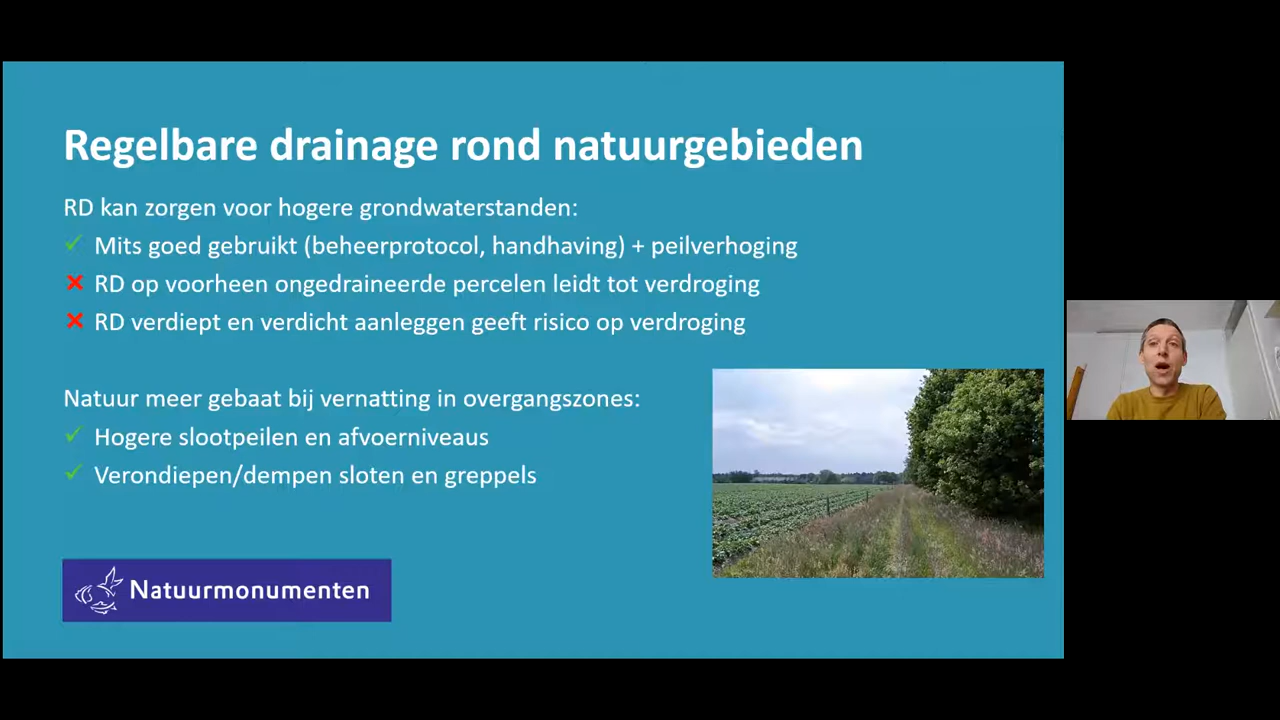 Regelbare drainage rond natuurgebieden
RD kan zorgen voor hogere grondwaterstanden:
✓ Mits goed gebruikt (beheerprotocol, handhaving) + peilverhoging
✕ RD op voorheen ongedraineerde percelen leidt tot verdroging
✕ RD verdiept en verdicht aanleggen geeft risico op verdroging
Natuur meer gebaat bij vernatting in overgangszones:
✓ Hogere slootpeilen en afvoerniveaus
✓ Verondiepen/dempen sloten en greppels
Natuurmonumenten